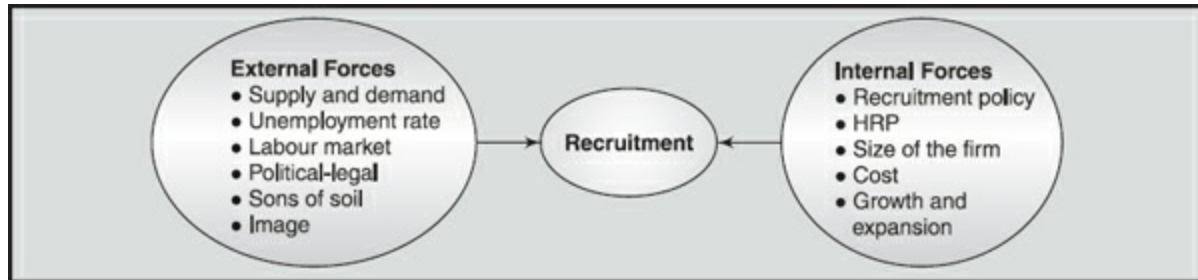 External Forces
• Supply and demand
• Unemployment rate
• Labour market
• Political-legal
• Sons of soil
• Image
Recruitment
Internal Forces
• Recruitment policy
• HRP
• Size of the firm
• Cost
• Growth and
expansion